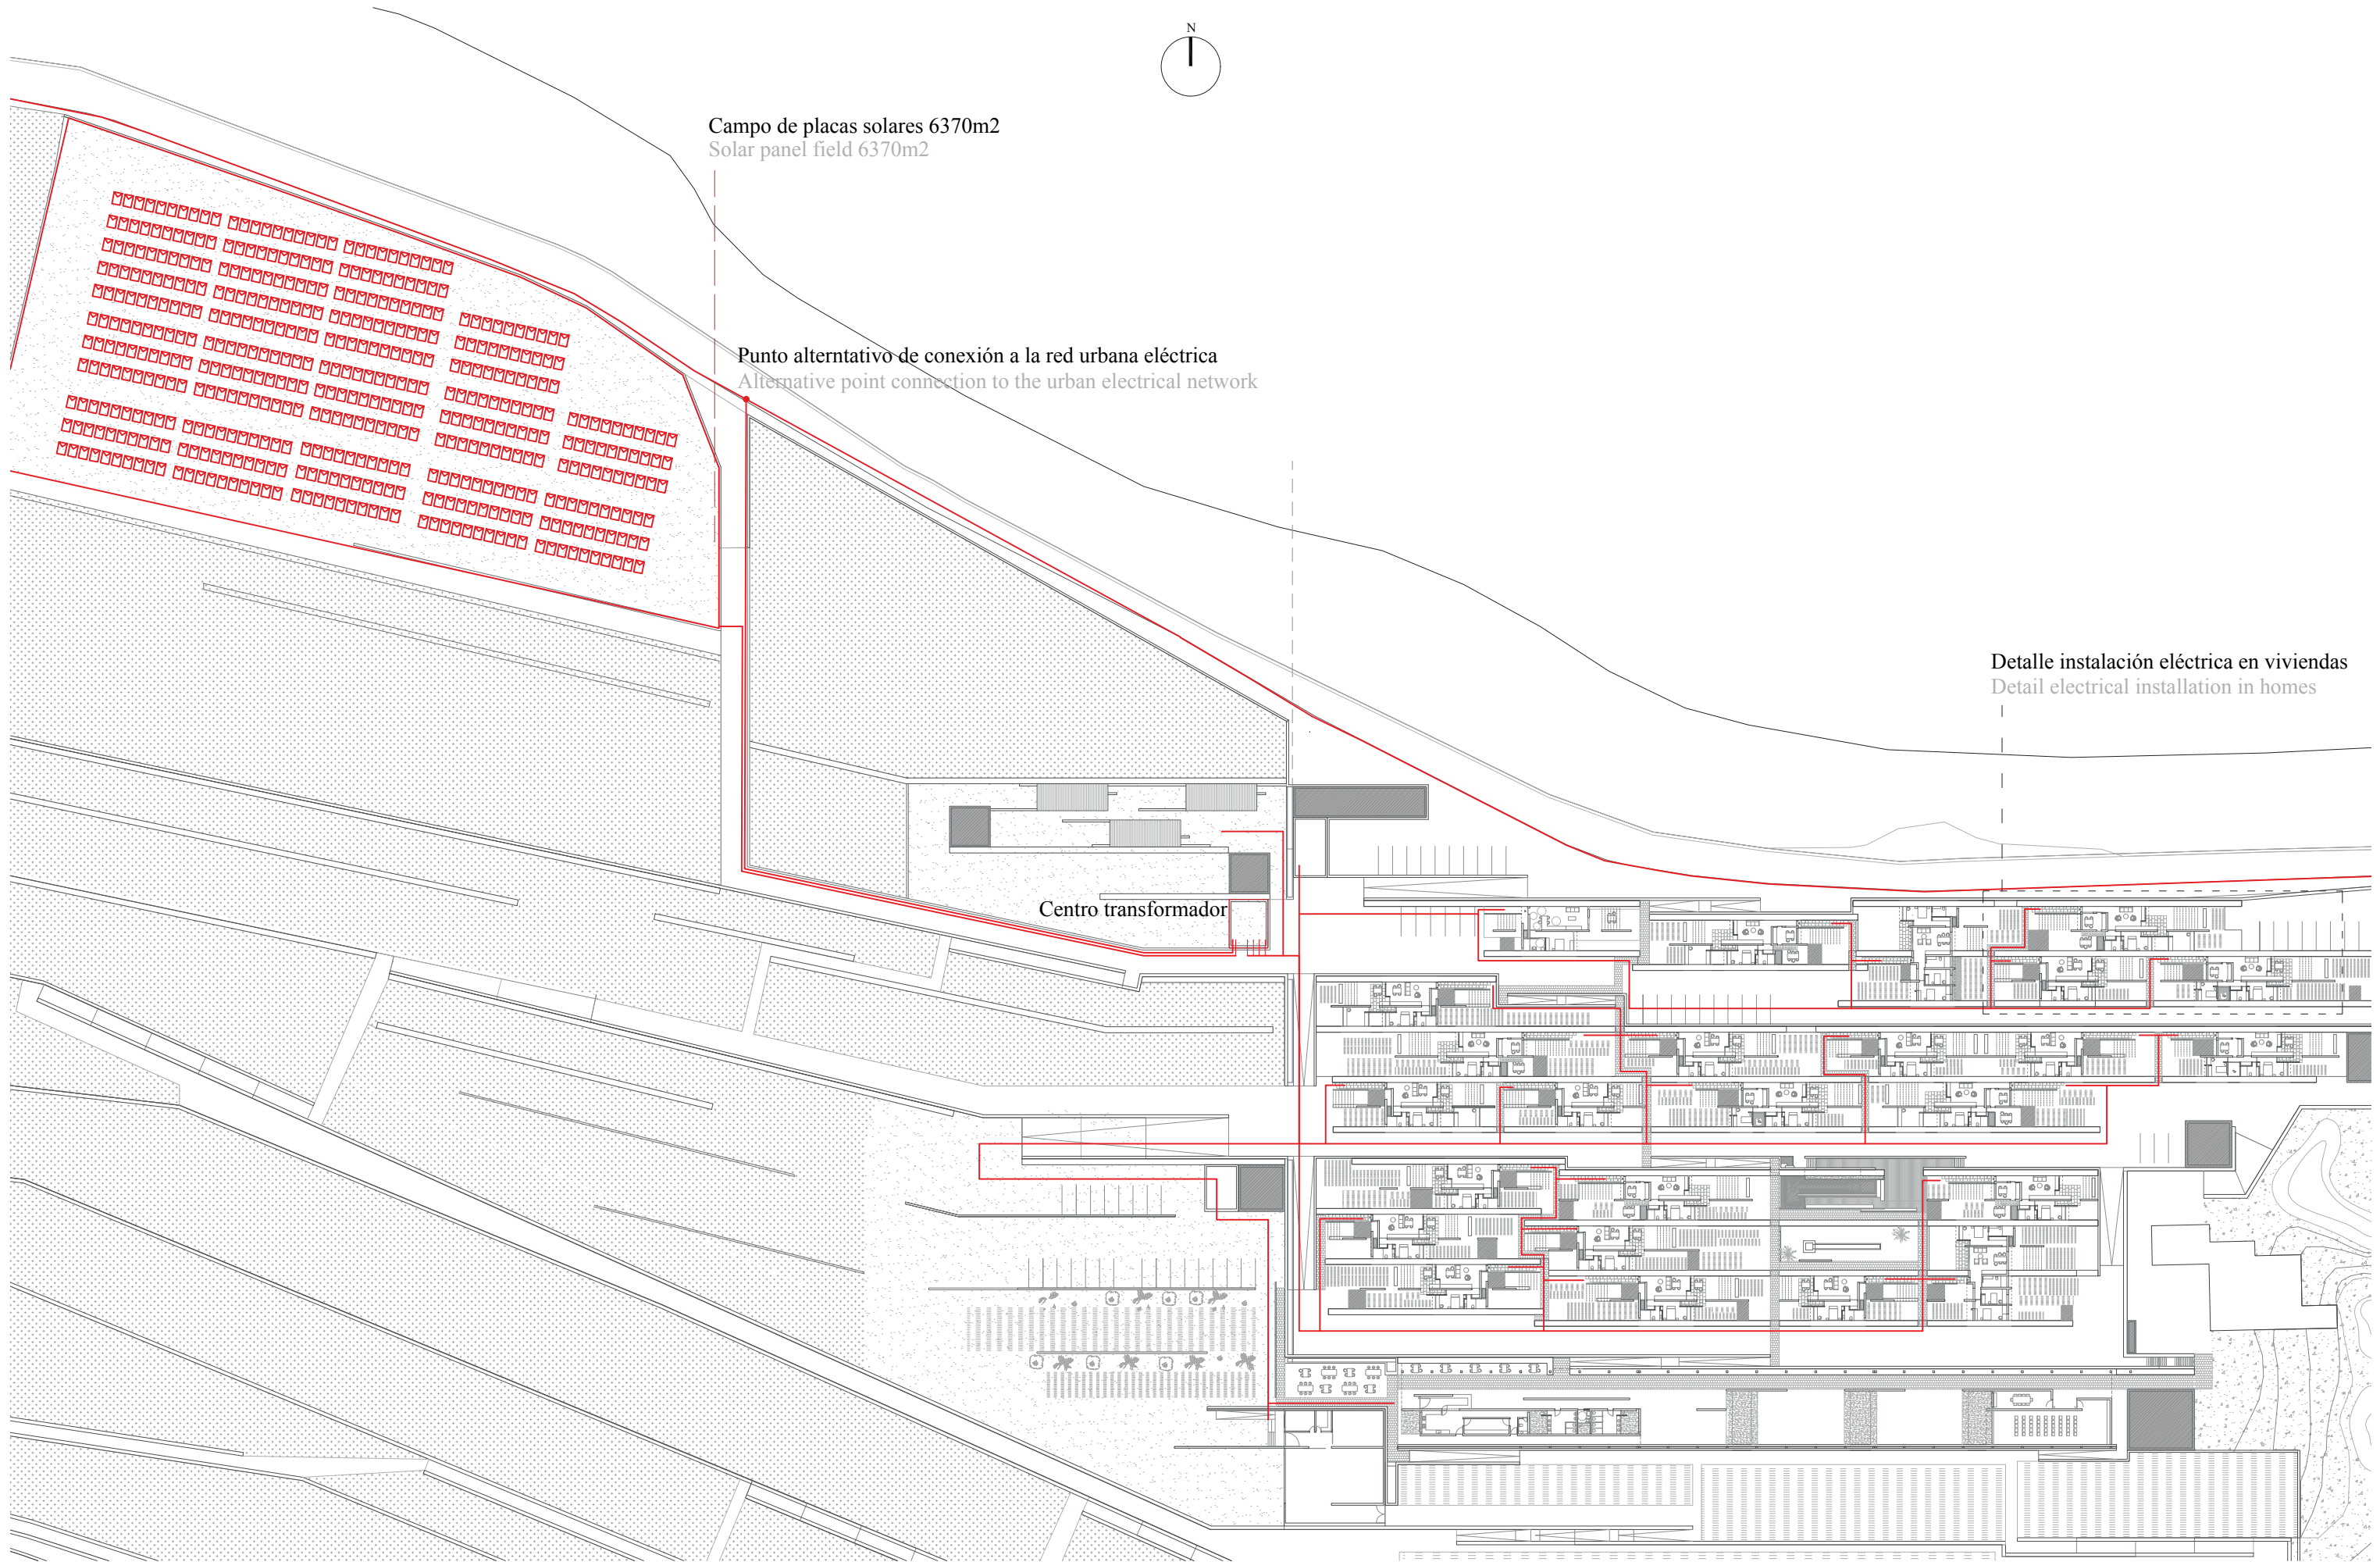 N
Campo de placas solares 6370m2
Solar panel field 6370m2
Punto alterntativo de conexión a la red urbana eléctrica
Alternative point connection to the urban electrical network
Detalle instalación eléctrica en viviendas
Detail electrical installation in homes
Centro transformador